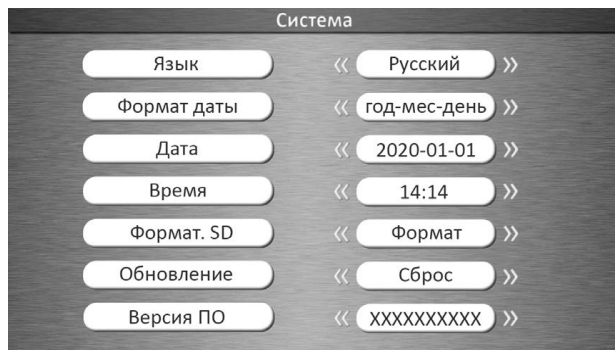 Система
Язык « Русский »
Формат даты « год-мес-день »
Дата « 2020-01-01 »
Время « 14:14 »
Формат. SD « Формат »
Обновление « Сброс »
Версия ПО « XXXXXXXXXX »